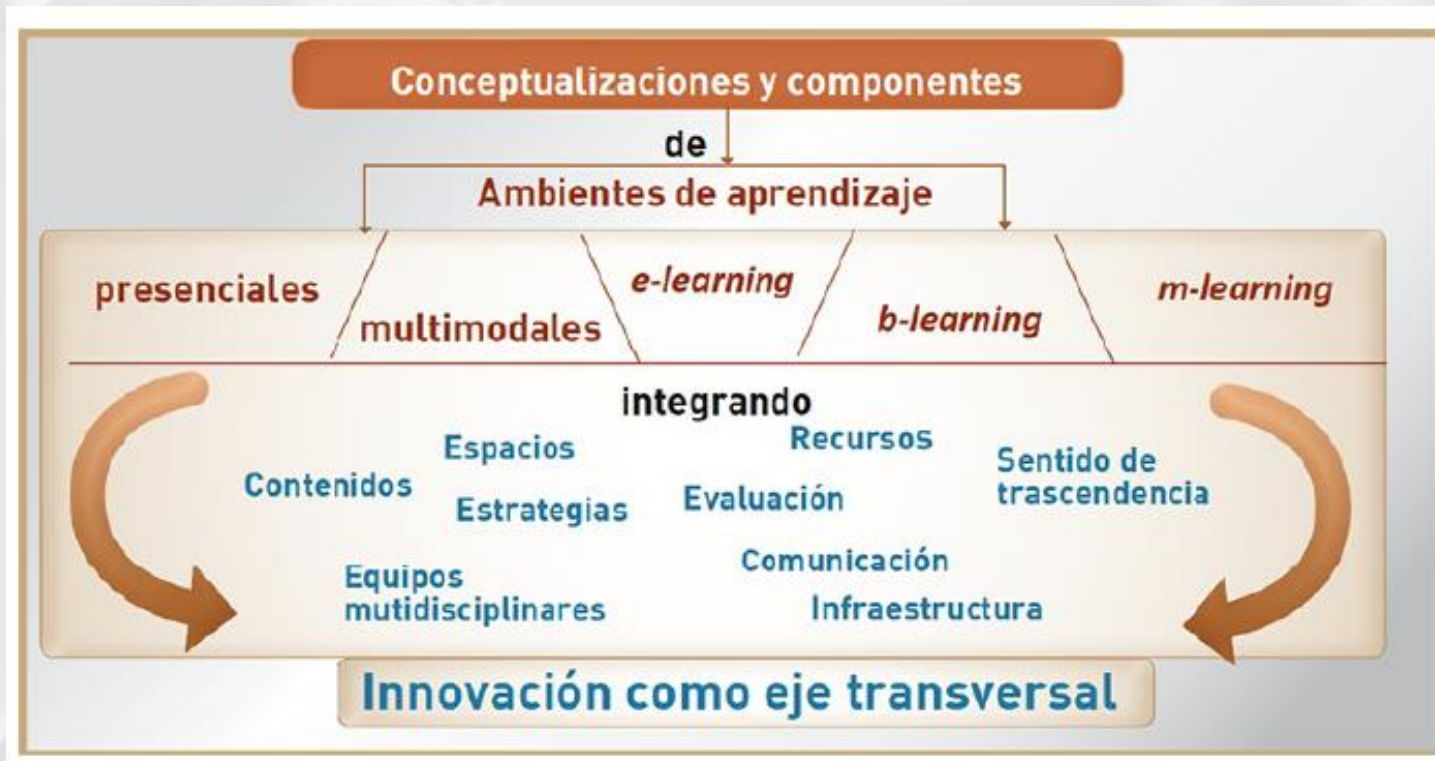 Conceptualizaciones y componentes
de
Ambientes de aprendizaje
presenciales
multimodales
e-learning
b-learning
m-learning
integrando
Contenidos
Espacios
Estrategias
Recursos
Evaluación
Sentido de
trascendencia
Equipos
mutidisciplinares
Comunicación
Infraestructura
Innovación como eje transversal